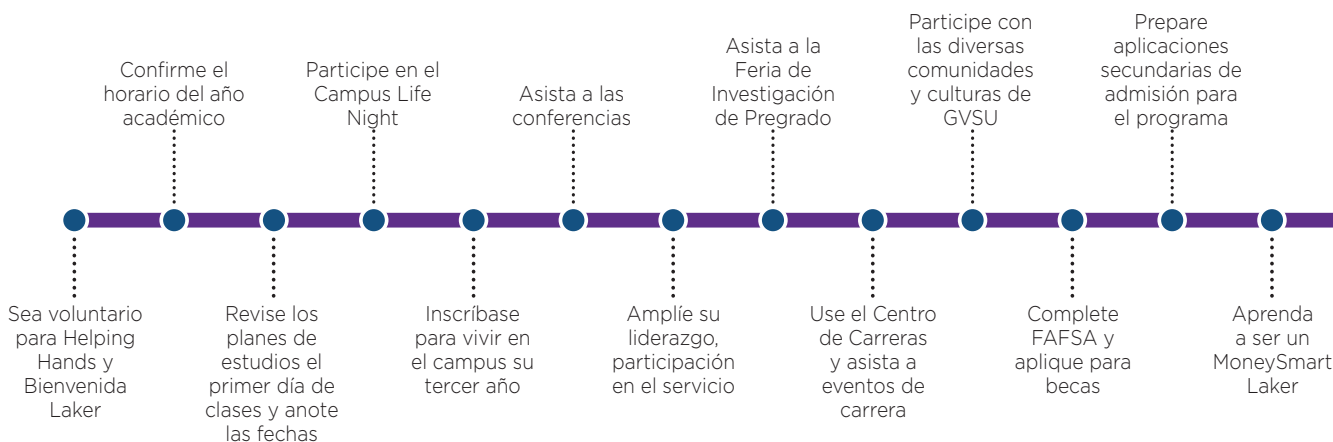 Sea voluntario
para Helping
Hands y
Bienvenida
Laker
Confirme el
horario del año
académico
Revise los
planes de
estudios el
primer día de
clases y anote
las fechas
Participe en el
Campus Life
Night
Inscríbase
para vivir en
el campus su
tercer año
Asista a las
conferencias
Amplíe su
liderazgo,
participación
en el servicio
Asista a la
Feria de
Investigación
de Pregrado
Use el Centro
de Carreras
y asista a
eventos de
carrera
Participe con
las diversas
comunidades
y culturas de
GVSU
Complete
FAFSA y
aplique para
becas
Prepare
aplicaciones
secundarias de
admisión para
el programa
Aprenda
a ser un
MoneySmart
Laker